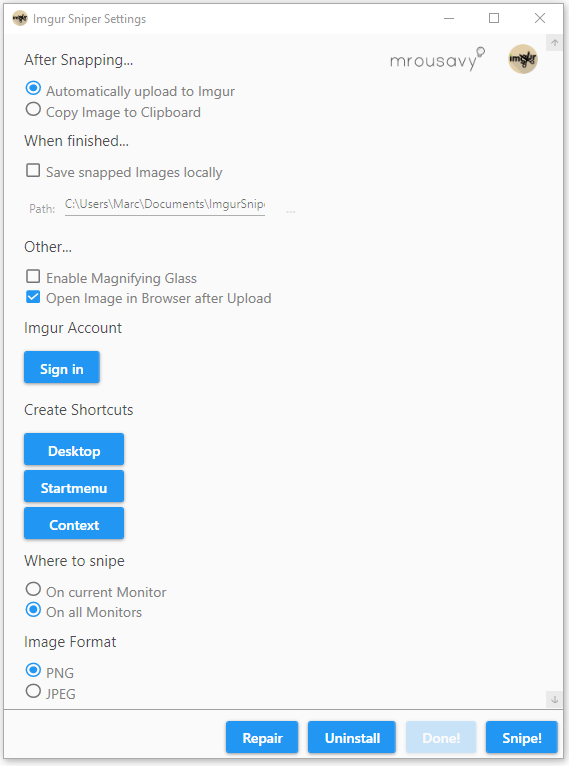 Imgur Sniper Settings
After Snapping...
mrousavy
imgur
Automatically upload to Imgur
Copy Image to Clipboard
When finished...
Save snapped Images locally
Path: C:\Users\Marc\Documents\ImgurSnip ...
Other...
Enable Magnifying Glass
Open Image in Browser after Upload
Imgur Account
Sign in
Create Shortcuts
Desktop
Startmenu
Context
Where to snipe
On current Monitor
On all Monitors
Image Format
PNG
JPEG
Repair Uninstall Done! Snipe!